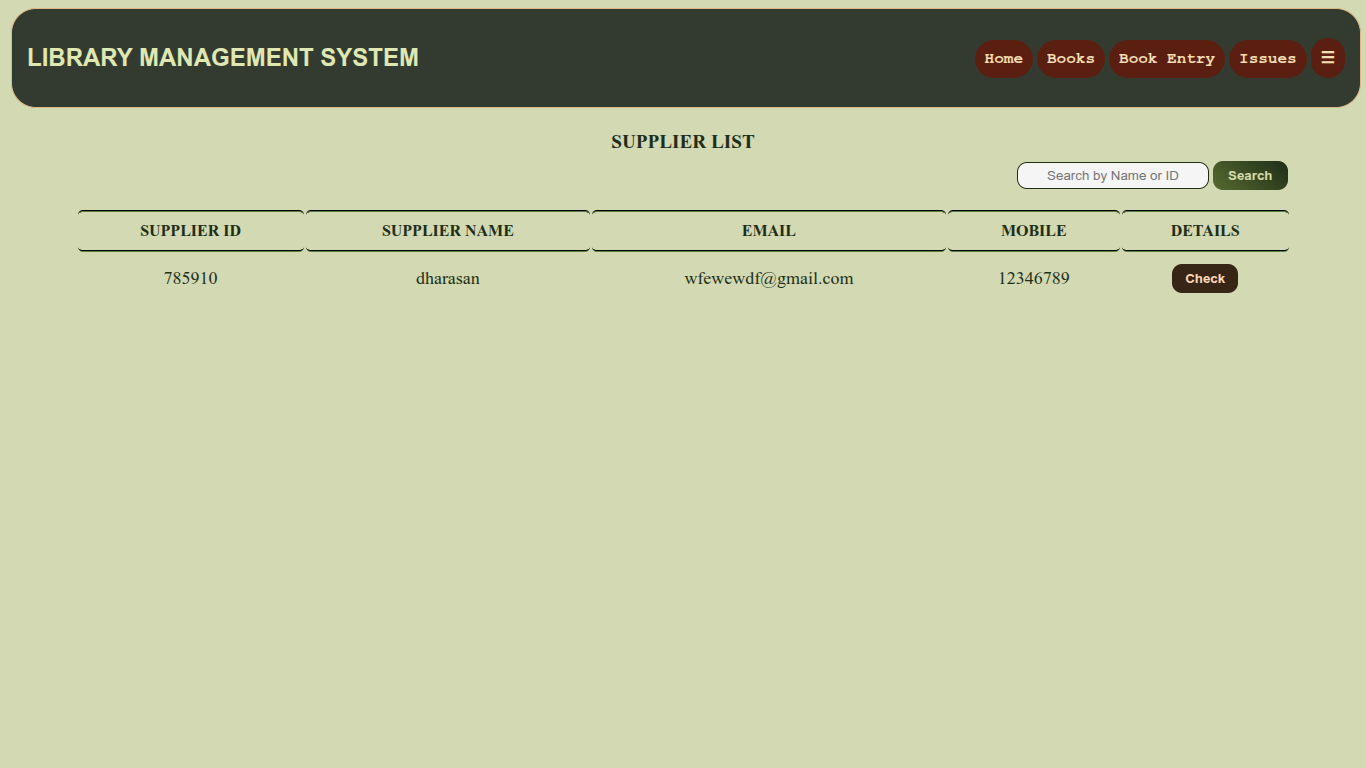 LIBRARY MANAGEMENT SYSTEM Home Books Book Entry Issues ☰
SUPPLIER LIST
Search by Name or ID Search
SUPPLIER ID SUPPLIER NAME EMAIL MOBILE DETAILS
785910 dharasan wfewewdf@gmail.com 12346789 Check